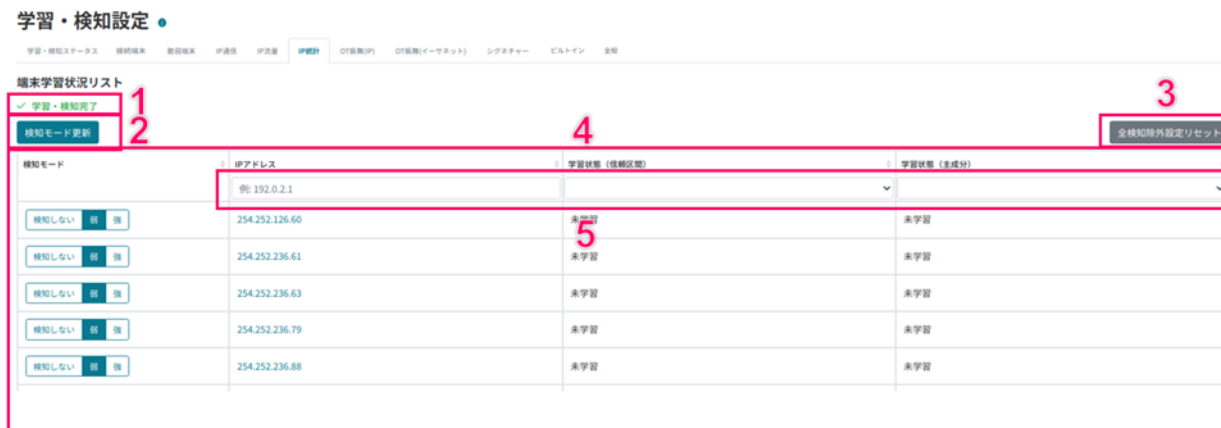 学習・検知設定
学習・検知ステータス 接続端末 脆弱端末 IP通信 IP流量 IP統計 OT振舞(IP) OT振舞(イーサネット) シグネチャー ビルトイン 全般
端末学習状況リスト
学習・検知完了 1
検知モード更新 2 3 全検知除外設定リセット
4
検知モード IPアドレス 学習状態（信頼区間） 学習状態（主成分）
例: 192.0.2.1
検知しない 弱 強 254.252.126.60 未学習 未学習
5
検知しない 弱 強 254.252.236.61 未学習 未学習
検知しない 弱 強 254.252.236.63 未学習 未学習
検知しない 弱 強 254.252.236.79 未学習 未学習
検知しない 弱 強 254.252.236.88 未学習 未学習